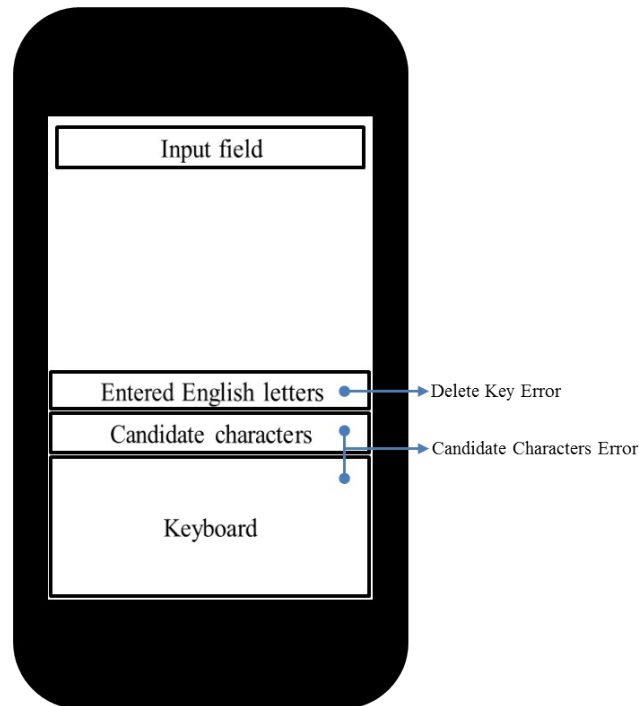 Input field
Entered English letters
Delete Key Error
Candidate characters
Candidate Characters Error
Keyboard